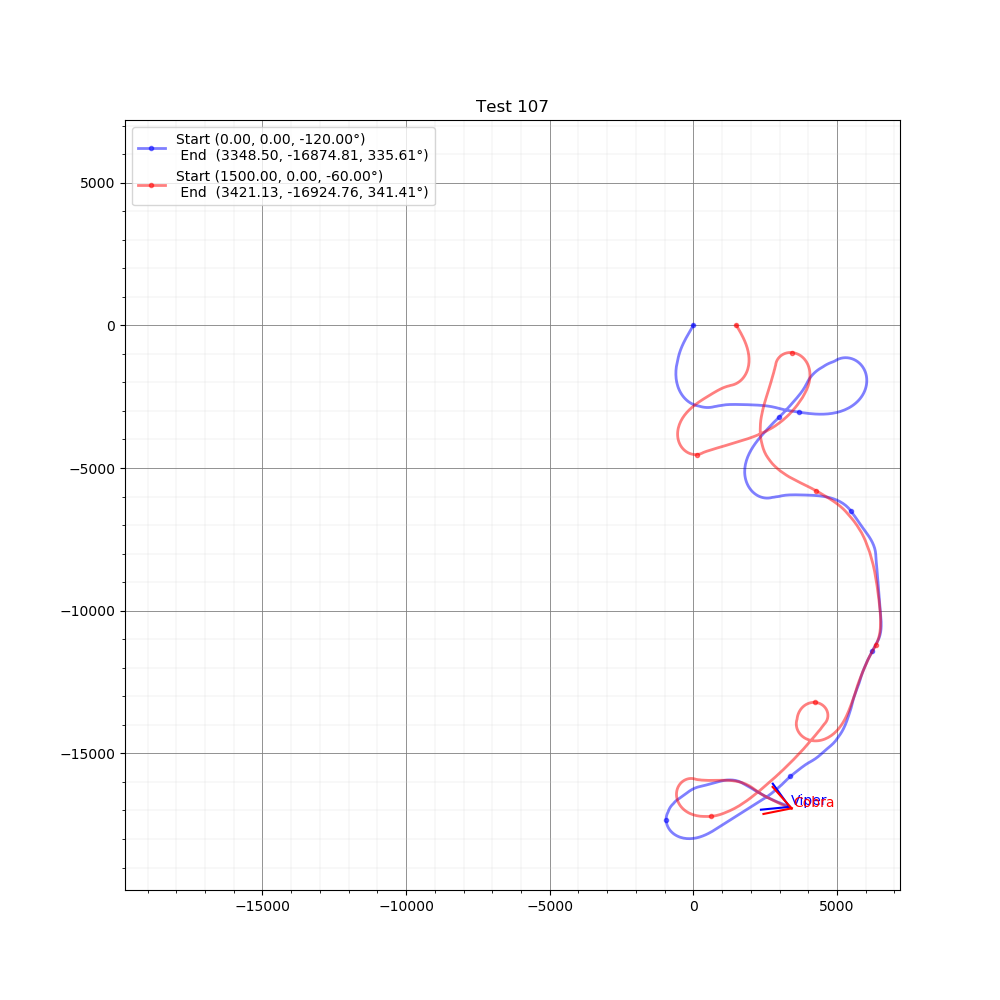 Test 107
Start (0.00, 0.00, -120.00°)
End  (3348.50, -16874.81, 335.61°)
Start (1500.00, 0.00, -60.00°)
End  (3421.13, -16924.76, 341.41°)
5000
0
−5000
−10000
−15000
Viper
Cobra
−15000
−10000
−5000
0
5000